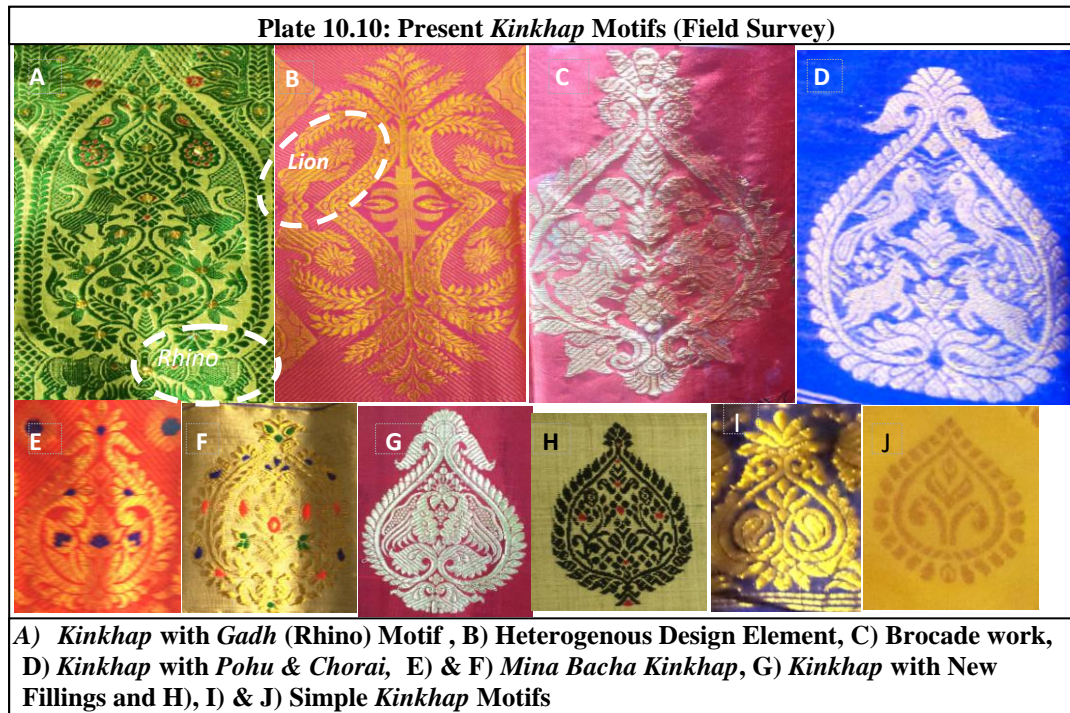 Plate 10.10: Present Kinkhap Motifs (Field Survey)
A
B
C
D
Lion
Rhino
E
F
G
H
I
J
A) Kinkhap with Gadh (Rhino) Motif , B) Heterogenous Design Element, C) Brocade work,
D) Kinkhap with Pohu & Chorai, E) & F) Mina Bacha Kinkhap, G) Kinkhap with New
Fillings and H), I) & J) Simple Kinkhap Motifs